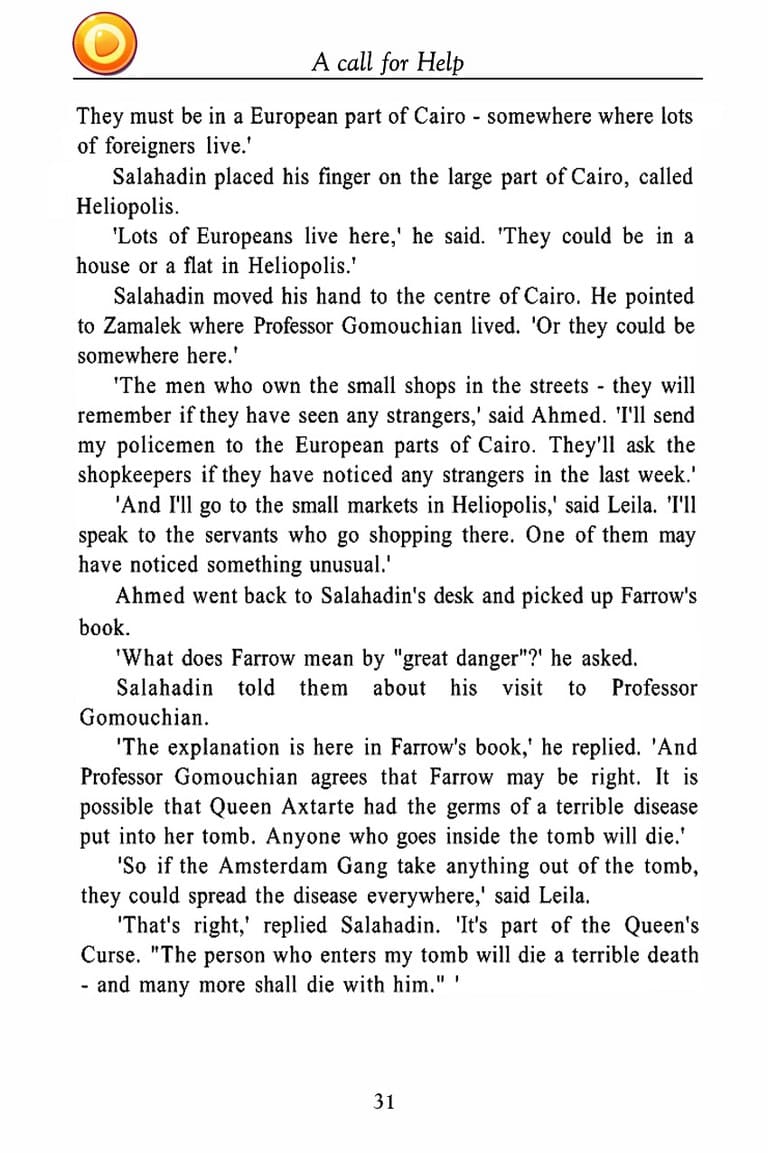 A call for Help
They must be in a European part of Cairo - somewhere where lots
of foreigners live.'
Salahadin placed his finger on the large part of Cairo, called
Heliopolis.
'Lots of Europeans live here,' he said. 'They could be in a
house or a flat in Heliopolis.'
Salahadin moved his hand to the centre of Cairo. He pointed
to Zamalek where Professor Gomouchian lived. 'Or they could be
somewhere here.'
'The men who own the small shops in the streets - they will
remember if they have seen any strangers,' said Ahmed. 'I'll send
my policemen to the European parts of Cairo. They'll ask the
shopkeepers if they have noticed any strangers in the last week.'
'And I'll go to the small markets in Heliopolis,' said Leila. 'I'll
speak to the servants who go shopping there. One of them may
have noticed something unusual.'
Ahmed went back to Salahadin's desk and picked up Farrow's
book.
'What does Farrow mean by "great danger"?' he asked.
Salahadin told them about his visit to Professor
Gomouchian.
'The explanation is here in Farrow's book,' he replied. 'And
Professor Gomouchian agrees that Farrow may be right. It is
possible that Queen Axtarte had the germs of a terrible disease
put into her tomb. Anyone who goes inside the tomb will die.'
'So if the Amsterdam Gang take anything out of the tomb,
they could spread the disease everywhere,' said Leila.
'That's right,' replied Salahadin. 'It's part of the Queen's
Curse. "The person who enters my tomb will die a terrible death
- and many more shall die with him." '
31